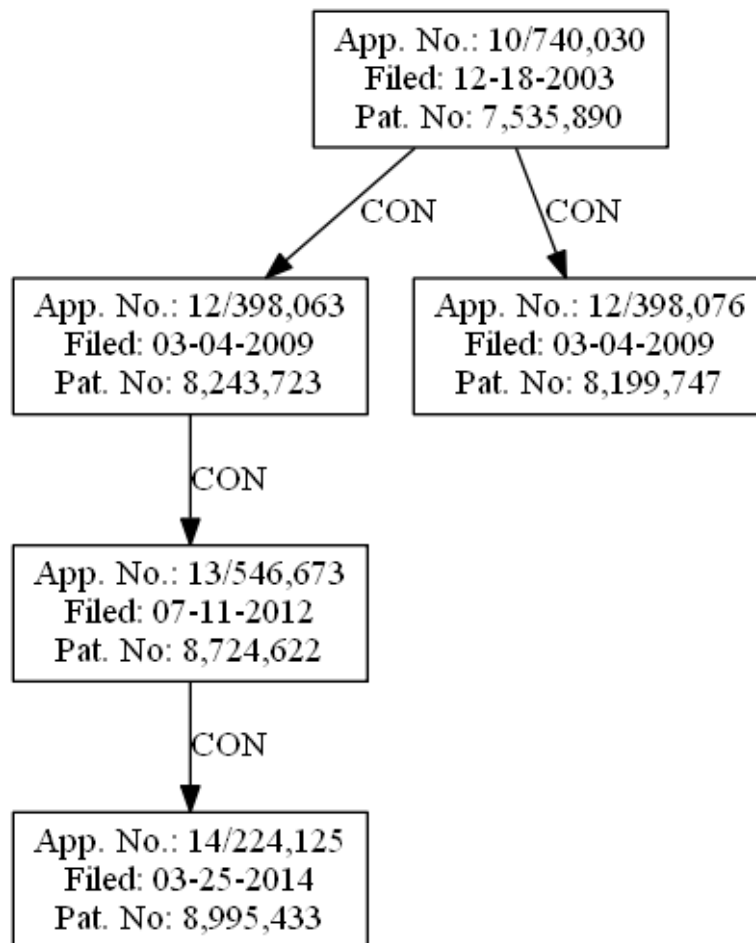 App. No.: 10/740,030
Filed: 12-18-2003
Pat. No: 7,535,890
CON
CON
App. No.: 12/398,063
Filed: 03-04-2009
Pat. No: 8,243,723
App. No.: 12/398,076
Filed: 03-04-2009
Pat. No: 8,199,747
CON
App. No.: 13/546,673
Filed: 07-11-2012
Pat. No: 8,724,622
CON
App. No.: 14/224,125
Filed: 03-25-2014
Pat. No: 8,995,433